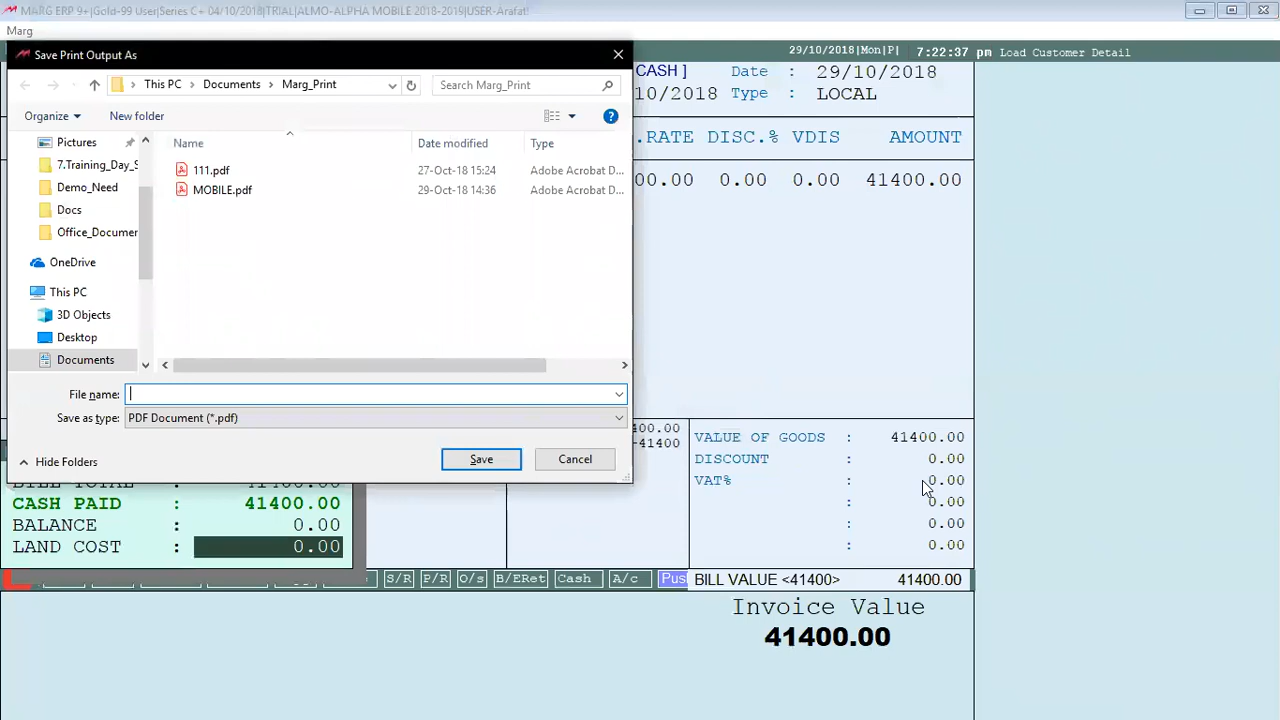 MARG ERP 9+|Gold-99 User|Series C+ 04/10/2018|TRIAL|ALMO-ALPHA MOBILE 2018-2019|USER-Arafat!
Marg
Save Print Output As
29/10/2018|Mon|P| 7:22:37 pm Load Customer Detail
This PC > Documents > Marg_Print
Search Marg_Print
CASH ] Date : 29/10/2018
10/2018 Type : LOCAL
Organize New folder
Name Date modified Type
.RATE DISC.% VDIS AMOUNT
111.pdf 27-Oct-18 15:24 Adobe Acrobat D...
MOBILE.pdf 29-Oct-18 14:36 Adobe Acrobat D...
00.00 0.00 0.00 41400.00
Pictures
7.Training_Day_S
Demo_Need
Docs
Office_Documen
OneDrive
This PC
3D Objects
Desktop
Documents
File name:
Save as type: PDF Document (*.pdf)
Hide Folders
Save Cancel
400.00
-41400
VALUE OF GOODS : 41400.00
DISCOUNT : 0.00
VAT% : 0.00
: 0.00
: 0.00
: 0.00
BILL TOTAL : 41400.00
CASH PAID : 41400.00
BALANCE : 0.00
LAND COST : 0.00
S/R P/R O/s B/ERet Cash A/c Pus
BILL VALUE <41400> 41400.00
Invoice Value
41400.00